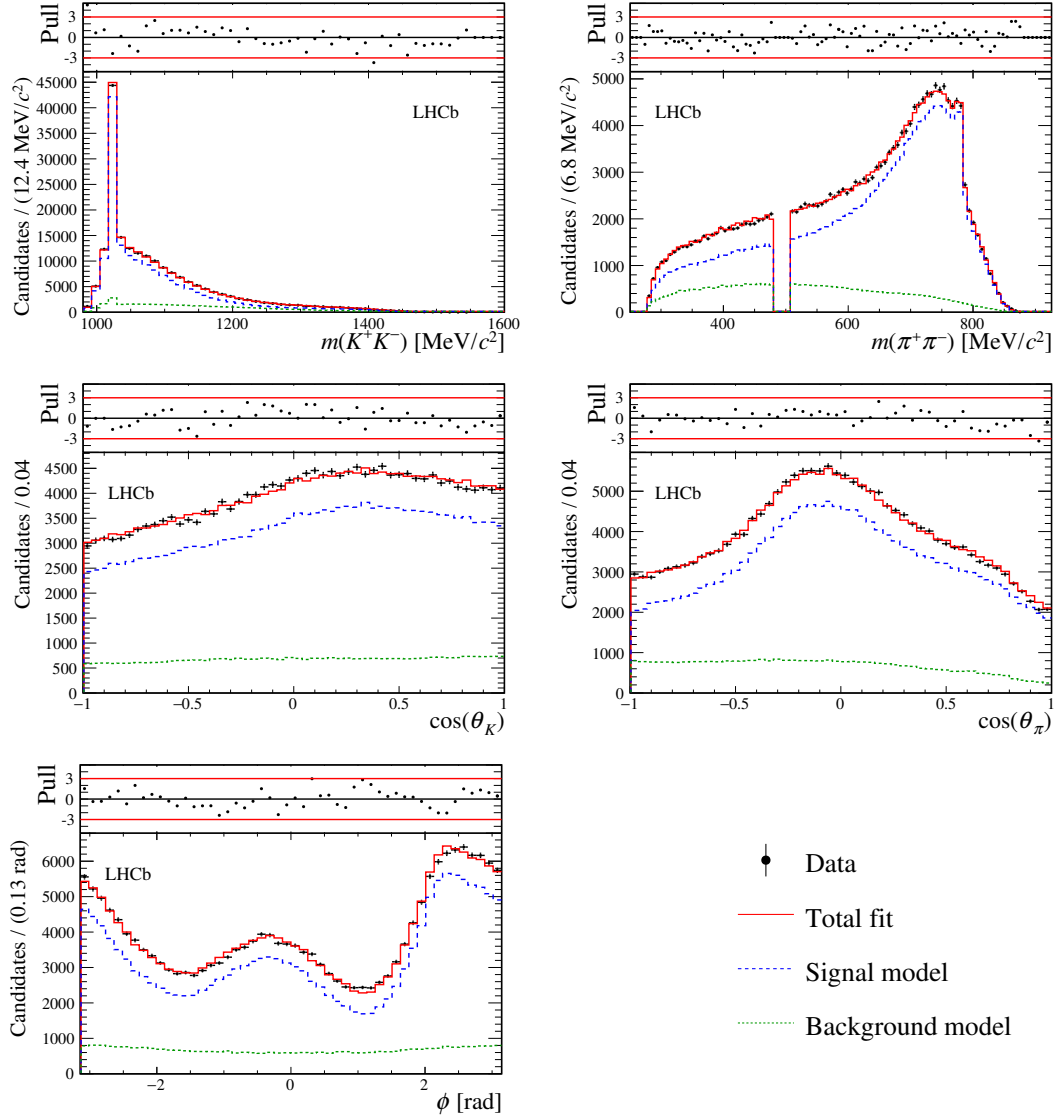 Pull
3
0
−3
Candidates / (12.4 MeV/c²)
45000
40000
35000
30000
25000
20000
15000
10000
5000
0
LHCb
1000 1200 1400 1600
m(K⁺K⁻) [MeV/c²]
Pull
3
0
−3
Candidates / (6.8 MeV/c²)
5000
4000
3000
2000
1000
0
LHCb
400 600 800
m(π⁺π⁻) [MeV/c²]
Pull
3
0
−3
Candidates / 0.04
4500
4000
3500
3000
2500
2000
1500
1000
500
0
LHCb
−1 −0.5 0 0.5 1
cos(θ_K)
Pull
3
0
−3
Candidates / 0.04
5000
4000
3000
2000
1000
0
LHCb
−1 −0.5 0 0.5 1
cos(θ_π)
Pull
3
0
−3
Candidates / (0.13 rad)
6000
5000
4000
3000
2000
1000
0
LHCb
−2 0 2
ϕ [rad]
Data
Total fit
Signal model
Background model